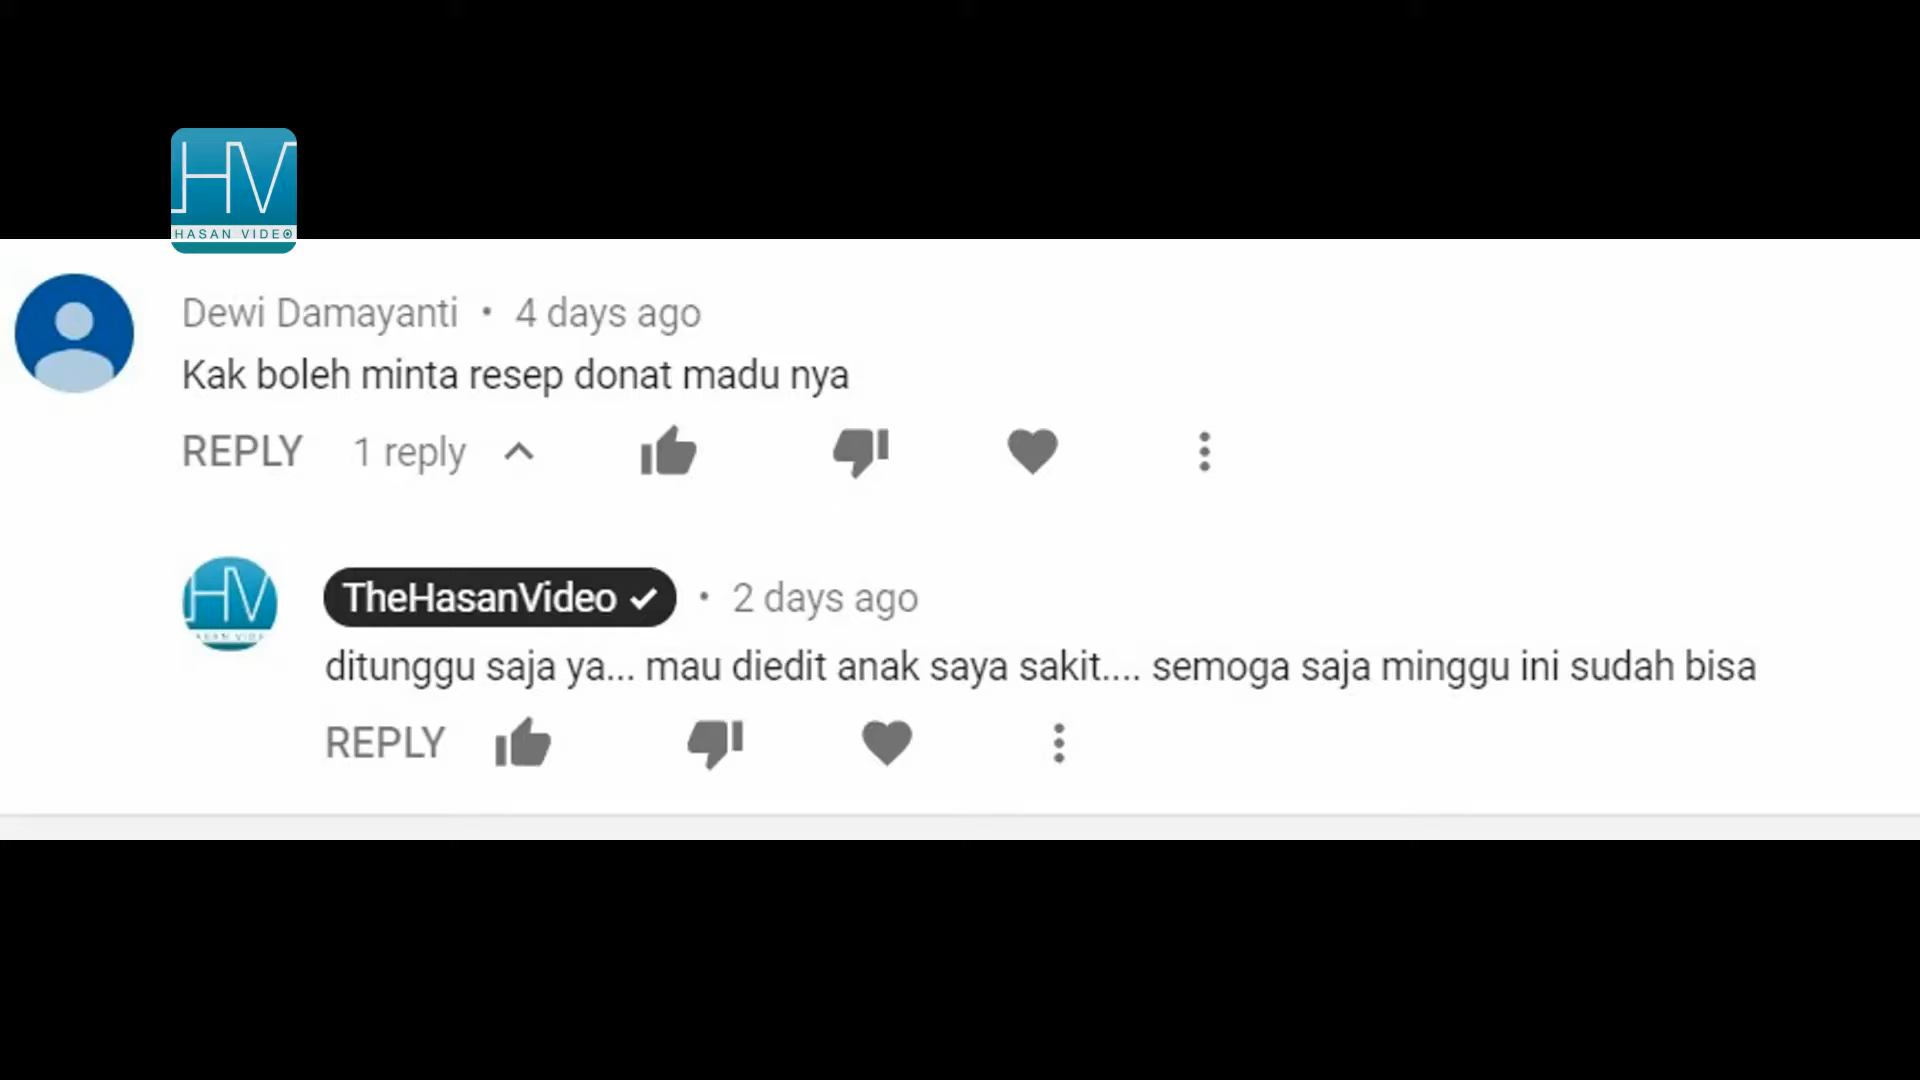 HV
HASAN VIDEO
Dewi Damayanti • 4 days ago
Kak boleh minta resep donat madu nya
REPLY 1 reply
HV
TheHasanVideo • 2 days ago
ditunggu saja ya... mau diedit anak saya sakit.... semoga saja minggu ini sudah bisa
REPLY